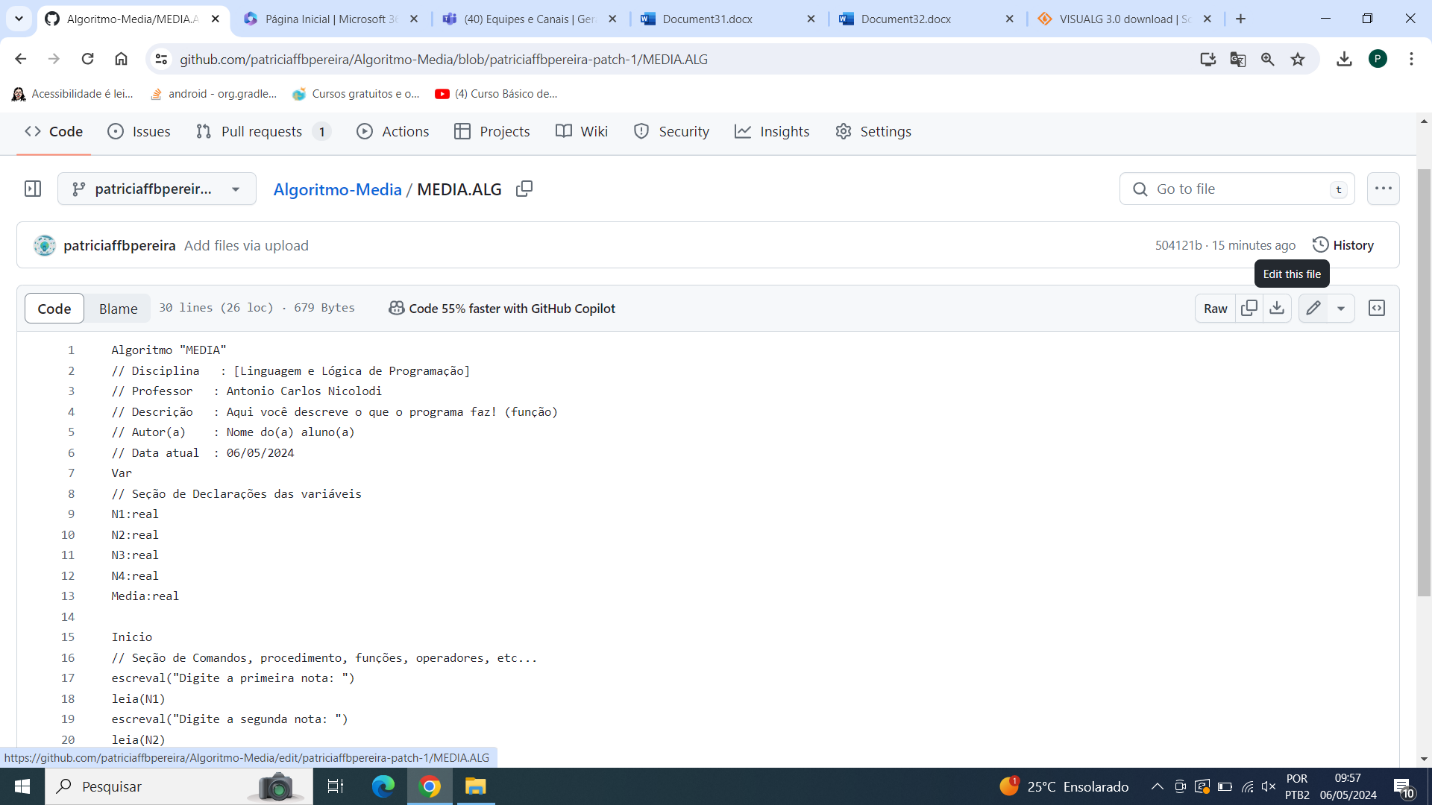 Algoritmo-Media/MEDIA.A
Página Inicial | Microsoft 36
(40) Equipes e Canais | Ger
Document31.docx
Document32.docx
VISUALG 3.0 download | So
github.com/patriciaffbpereira/Algoritmo-Media/blob/patriciaffbpereira-patch-1/MEDIA.ALG
P
Acessibilidade é lei...
android - org.gradle...
Cursos gratuitos e o...
(4) Curso Básico de...
Code
Issues
Pull requests 1
Actions
Projects
Wiki
Security
Insights
Settings
patriciaffbpereir...
Algoritmo-Media / MEDIA.ALG
Go to file
t
patriciaffbpereira Add files via upload
504121b · 15 minutes ago
History
Edit this file
Code
Blame
30 lines (26 loc) · 679 Bytes
Code 55% faster with GitHub Copilot
Raw
1 Algoritmo "MEDIA"
2 // Disciplina : [Linguagem e Lógica de Programação]
3 // Professor : Antonio Carlos Nicolodi
4 // Descrição : Aqui você descreve o que o programa faz! (função)
5 // Autor(a) : Nome do(a) aluno(a)
6 // Data atual : 06/05/2024
7 Var
8 // Seção de Declarações das variáveis
9 N1:real
10 N2:real
11 N3:real
12 N4:real
13 Media:real
14
15 Inicio
16 // Seção de Comandos, procedimento, funções, operadores, etc...
17 escreval("Digite a primeira nota: ")
18 leia(N1)
19 escreval("Digite a segunda nota: ")
20 leia(N2)
https://github.com/patriciaffbpereira/Algoritmo-Media/edit/patriciaffbpereira-patch-1/MEDIA.ALG
Pesquisar
1
25°C Ensolarado
POR
PTB2
09:57
06/05/2024
10